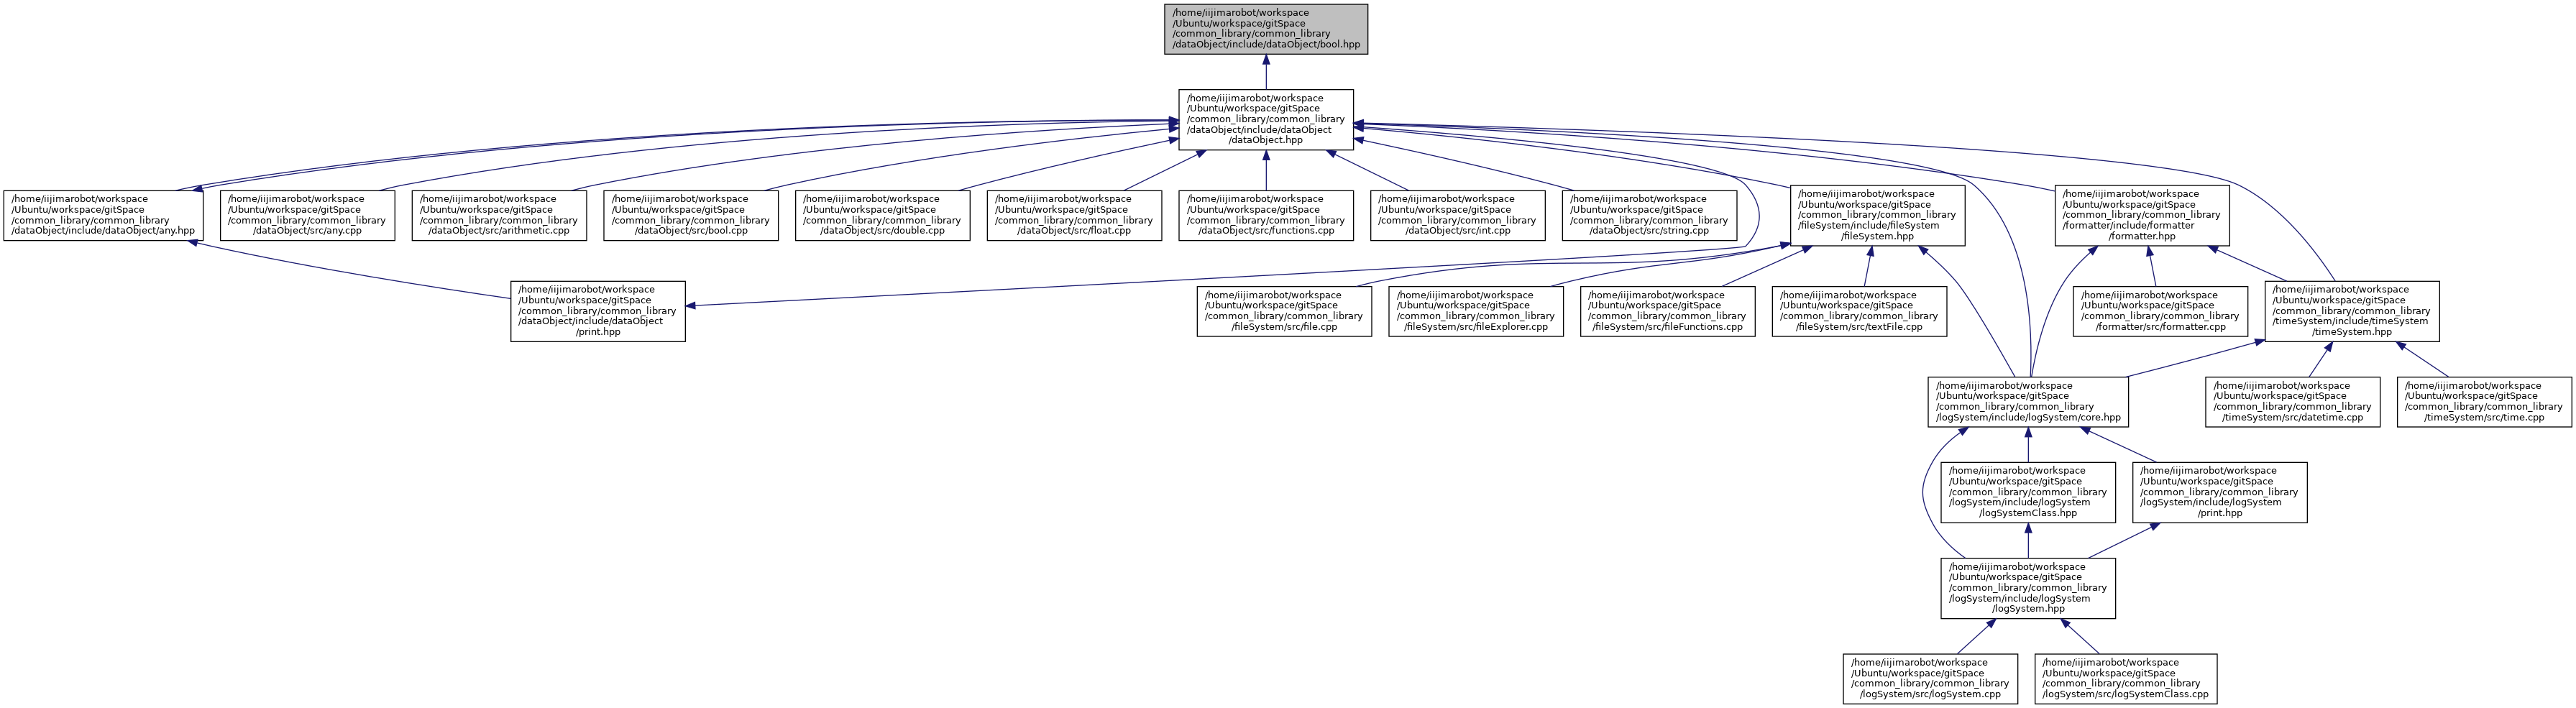 /home/iijimarobot/workspace
/Ubuntu/workspace/gitSpace
/common_library/common_library
/dataObject/include/dataObject/bool.hpp
/home/iijimarobot/workspace
/Ubuntu/workspace/gitSpace
/common_library/common_library
/dataObject/include/dataObject
/dataObject.hpp
/home/iijimarobot/workspace
/Ubuntu/workspace/gitSpace
/common_library/common_library
/dataObject/include/dataObject/any.hpp
/home/iijimarobot/workspace
/Ubuntu/workspace/gitSpace
/common_library/common_library
/dataObject/src/any.cpp
/home/iijimarobot/workspace
/Ubuntu/workspace/gitSpace
/common_library/common_library
/dataObject/src/arithmetic.cpp
/home/iijimarobot/workspace
/Ubuntu/workspace/gitSpace
/common_library/common_library
/dataObject/src/bool.cpp
/home/iijimarobot/workspace
/Ubuntu/workspace/gitSpace
/common_library/common_library
/dataObject/src/double.cpp
/home/iijimarobot/workspace
/Ubuntu/workspace/gitSpace
/common_library/common_library
/dataObject/src/float.cpp
/home/iijimarobot/workspace
/Ubuntu/workspace/gitSpace
/common_library/common_library
/dataObject/src/functions.cpp
/home/iijimarobot/workspace
/Ubuntu/workspace/gitSpace
/common_library/common_library
/dataObject/src/int.cpp
/home/iijimarobot/workspace
/Ubuntu/workspace/gitSpace
/common_library/common_library
/dataObject/src/string.cpp
/home/iijimarobot/workspace
/Ubuntu/workspace/gitSpace
/common_library/common_library
/fileSystem/include/fileSystem
/fileSystem.hpp
/home/iijimarobot/workspace
/Ubuntu/workspace/gitSpace
/common_library/common_library
/formatter/include/formatter
/formatter.hpp
/home/iijimarobot/workspace
/Ubuntu/workspace/gitSpace
/common_library/common_library
/dataObject/include/dataObject
/print.hpp
/home/iijimarobot/workspace
/Ubuntu/workspace/gitSpace
/common_library/common_library
/fileSystem/src/file.cpp
/home/iijimarobot/workspace
/Ubuntu/workspace/gitSpace
/common_library/common_library
/fileSystem/src/fileExplorer.cpp
/home/iijimarobot/workspace
/Ubuntu/workspace/gitSpace
/common_library/common_library
/fileSystem/src/fileFunctions.cpp
/home/iijimarobot/workspace
/Ubuntu/workspace/gitSpace
/common_library/common_library
/fileSystem/src/textFile.cpp
/home/iijimarobot/workspace
/Ubuntu/workspace/gitSpace
/common_library/common_library
/formatter/src/formatter.cpp
/home/iijimarobot/workspace
/Ubuntu/workspace/gitSpace
/common_library/common_library
/timeSystem/include/timeSystem
/timeSystem.hpp
/home/iijimarobot/workspace
/Ubuntu/workspace/gitSpace
/common_library/common_library
/logSystem/include/logSystem/core.hpp
/home/iijimarobot/workspace
/Ubuntu/workspace/gitSpace
/common_library/common_library
/timeSystem/src/datetime.cpp
/home/iijimarobot/workspace
/Ubuntu/workspace/gitSpace
/common_library/common_library
/timeSystem/src/time.cpp
/home/iijimarobot/workspace
/Ubuntu/workspace/gitSpace
/common_library/common_library
/logSystem/include/logSystem
/logSystemClass.hpp
/home/iijimarobot/workspace
/Ubuntu/workspace/gitSpace
/common_library/common_library
/logSystem/include/logSystem
/print.hpp
/home/iijimarobot/workspace
/Ubuntu/workspace/gitSpace
/common_library/common_library
/logSystem/include/logSystem
/logSystem.hpp
/home/iijimarobot/workspace
/Ubuntu/workspace/gitSpace
/common_library/common_library
/logSystem/src/logSystem.cpp
/home/iijimarobot/workspace
/Ubuntu/workspace/gitSpace
/common_library/common_library
/logSystem/src/logSystemClass.cpp